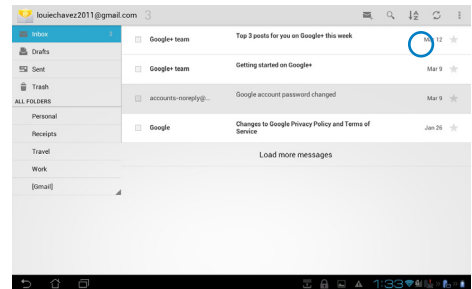 louiechavez2011@gmail.com 3
Inbox 3
Drafts
Sent
Trash
ALL FOLDERS
Personal
Receipts
Travel
Work
[Gmail]
Google+ team Top 3 posts for you on Google+ this week Mar 12
Google+ team Getting started on Google+ Mar 9
accounts-noreply@... Google account password changed Mar 9
Google Changes to Google Privacy Policy and Terms of
Service Jan 26
Load more messages
1:33